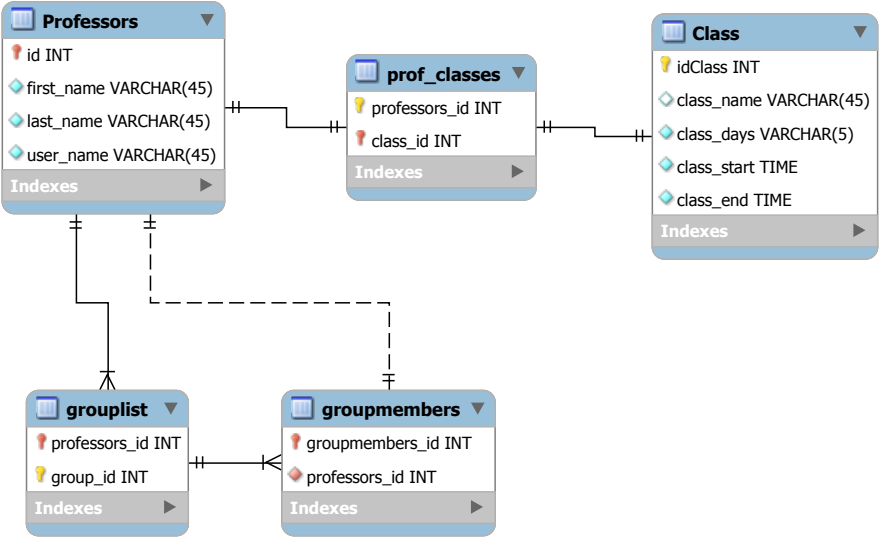 Professors
id INT
first_name VARCHAR(45)
last_name VARCHAR(45)
user_name VARCHAR(45)
Indexes
prof_classes
professors_id INT
class_id INT
Indexes
Class
idClass INT
class_name VARCHAR(45)
class_days VARCHAR(5)
class_start TIME
class_end TIME
Indexes
grouplist
professors_id INT
group_id INT
Indexes
groupmembers
groupmembers_id INT
professors_id INT
Indexes